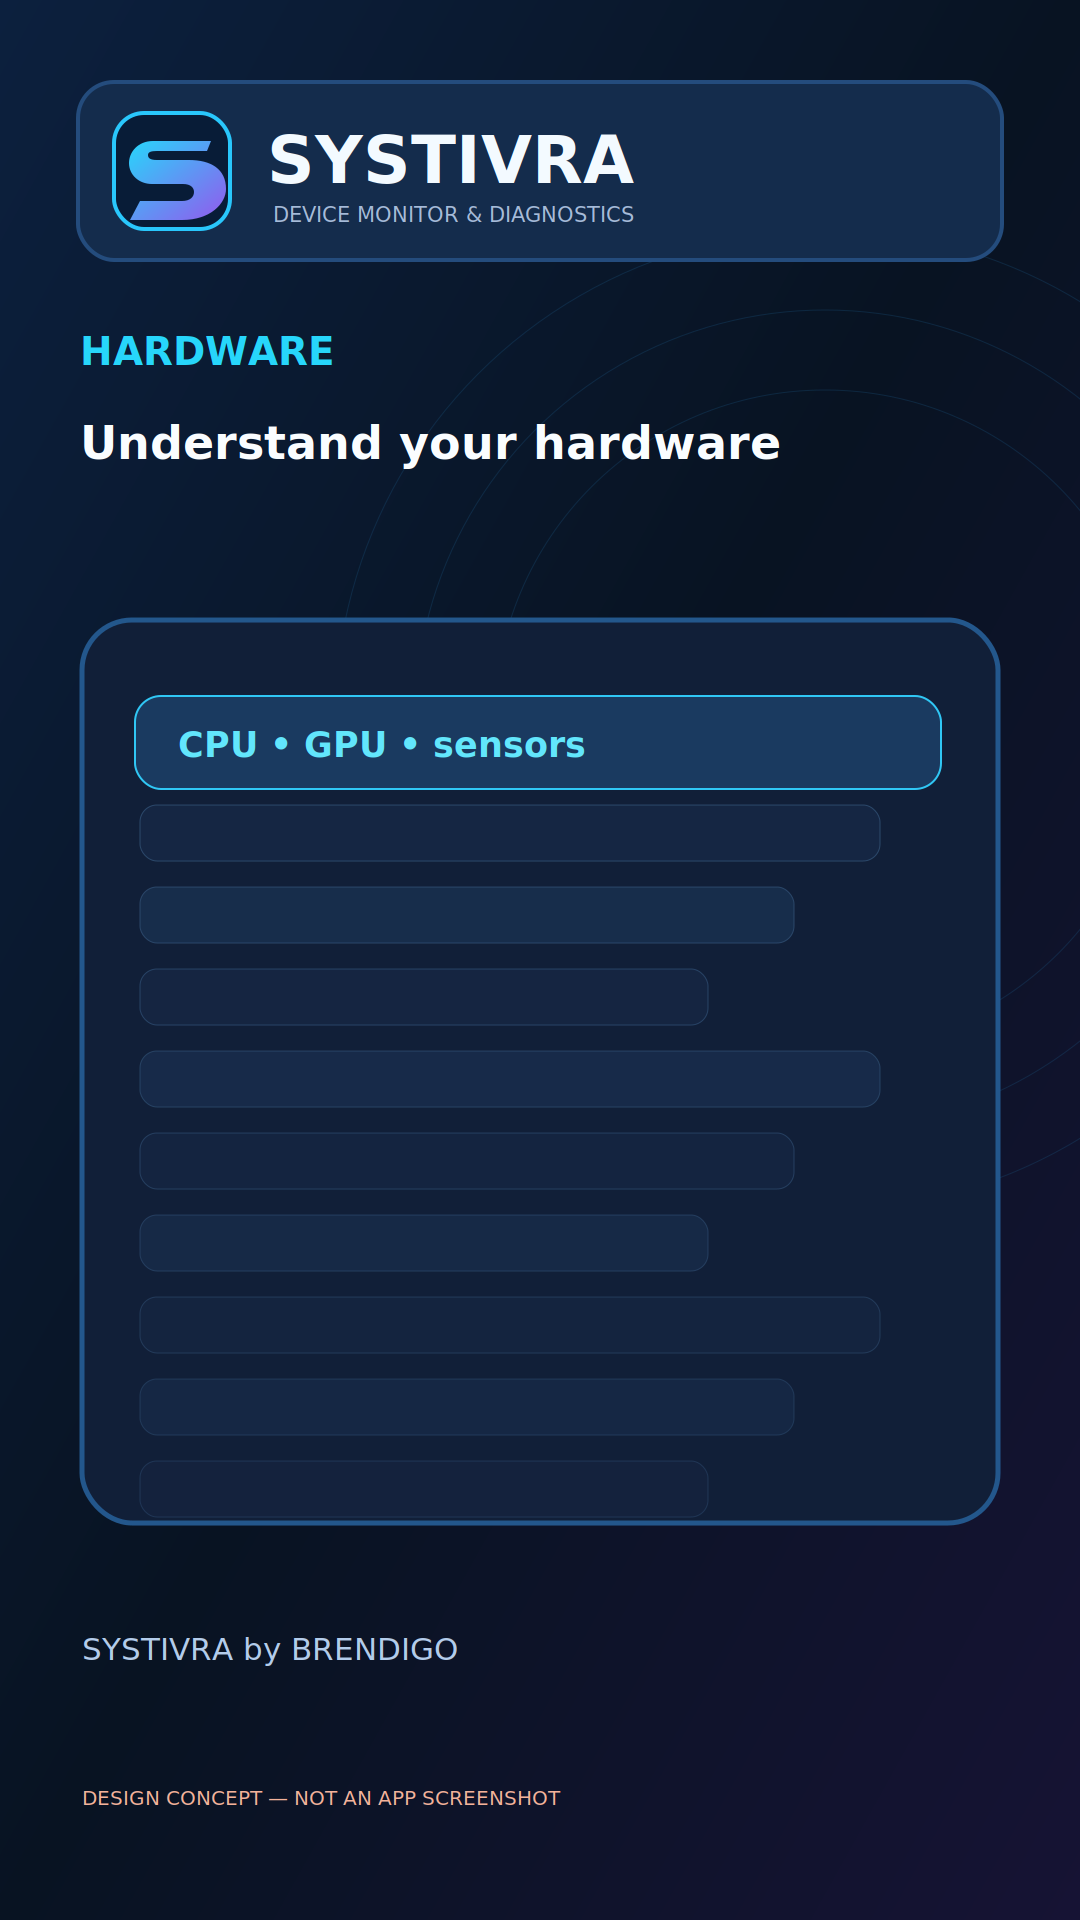 SYSTIVRA
DEVICE MONITOR & DIAGNOSTICS
HARDWARE
Understand your hardware
CPU • GPU • sensors
SYSTIVRA by BRENDIGO
DESIGN CONCEPT — NOT AN APP SCREENSHOT